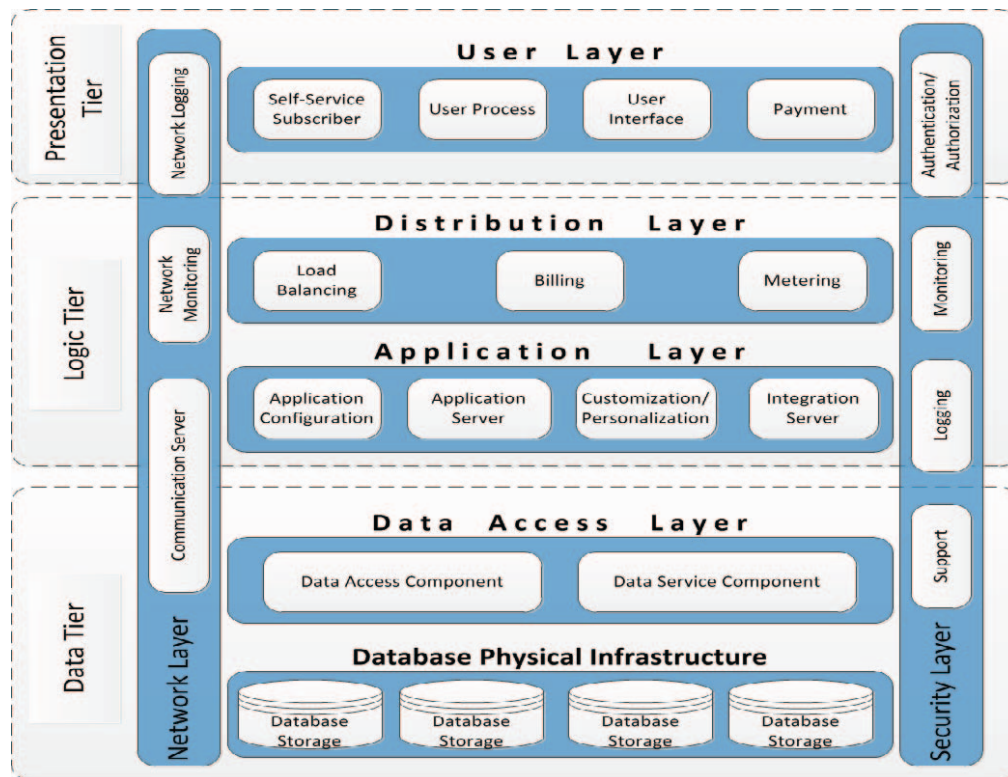 Presentation
Tier
Network Logging
User Layer
Self-Service
Subscriber
User Process
User
Interface
Payment
Authentication/
Authorization
Logic Tier
Network
Monitoring
Communication Server
Distribution Layer
Load
Balancing
Billing
Metering
Monitoring
Application Layer
Application
Configuration
Application
Server
Customization/
Personalization
Integration
Server
Logging
Data Tier
Network Layer
Data Access Layer
Data Access Component
Data Service Component
Support
Security Layer
Database Physical Infrastructure
Database
Storage
Database
Storage
Database
Storage
Database
Storage